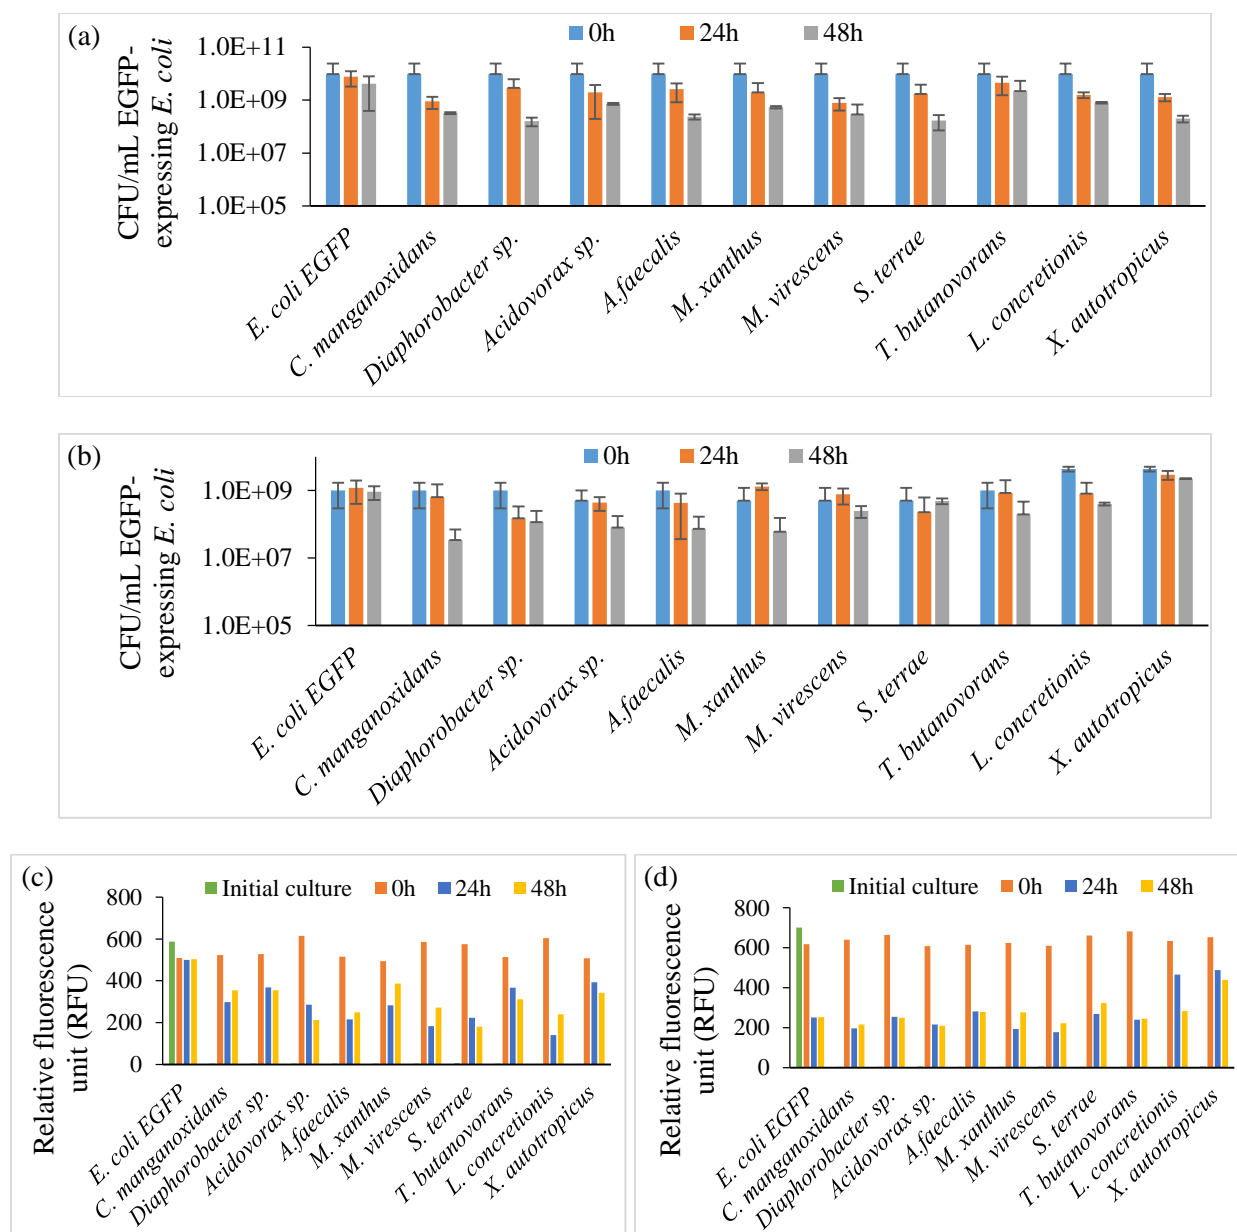 (a)
0h 24h 48h
CFU/mL EGFP-
expressing E. coli
1.0E+11
1.0E+09
1.0E+07
1.0E+05
E. coli EGFP
C. manganoxidans
Diaphorobacter sp.
Acidovorax sp.
A.faecalis
M. xanthus
M. virescens
S. terrae
T. butanovorans
L. concretionis
X. autotropicus
(b)
0h 24h 48h
CFU/mL EGFP-
expressing E. coli
1.0E+09
1.0E+07
1.0E+05
E. coli EGFP
C. manganoxidans
Diaphorobacter sp.
Acidovorax sp.
A.faecalis
M. xanthus
M. virescens
S. terrae
T. butanovorans
L. concretionis
X. autotropicus
(c)
Initial culture 0h 24h 48h
Relative fluorescence
unit (RFU)
800
600
400
200
0
E. coli EGFP
C. manganoxidans
Diaphorobacter sp.
Acidovorax sp.
A.faecalis
M. xanthus
M. virescens
S. terrae
T. butanovorans
L. concretionis
X. autotropicus
(d)
Initial culture 0h 24h 48h
Relative fluorescence
unit (RFU)
800
600
400
200
0
E. coli EGFP
C. manganoxidans
Diaphorobacter sp.
Acidovorax sp.
A.faecalis
M. xanthus
M. virescens
S. terrae
T. butanovorans
L. concretionis
X. autotropicus